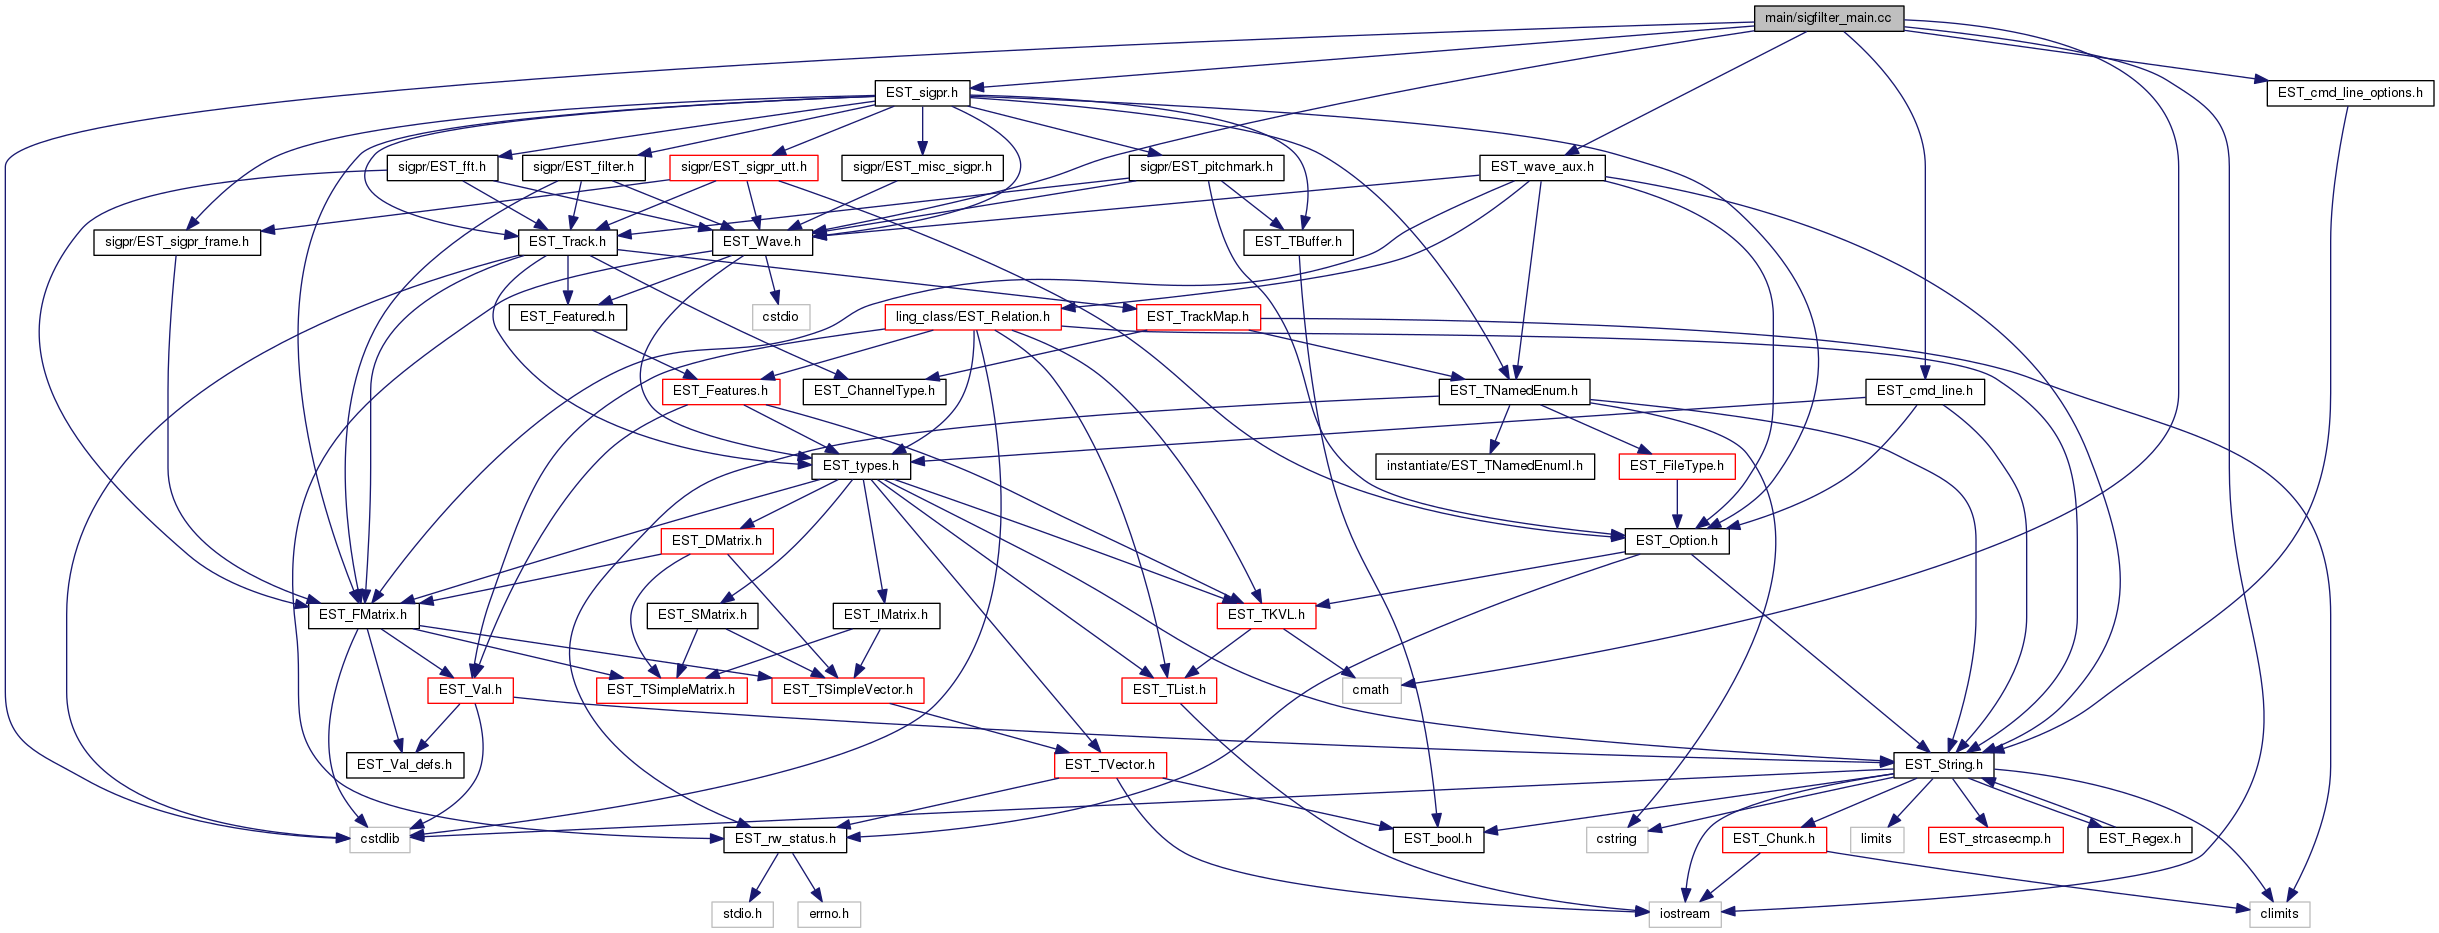 main/sigfilter_main.cc
EST_sigpr.h
EST_cmd_line_options.h
sigpr/EST_fft.h
sigpr/EST_filter.h
sigpr/EST_sigpr_utt.h
sigpr/EST_misc_sigpr.h
sigpr/EST_pitchmark.h
EST_wave_aux.h
sigpr/EST_sigpr_frame.h
EST_Track.h
EST_Wave.h
EST_TBuffer.h
EST_Featured.h
cstdio
ling_class/EST_Relation.h
EST_TrackMap.h
EST_Features.h
EST_ChannelType.h
EST_TNamedEnum.h
EST_cmd_line.h
EST_types.h
instantiate/EST_TNamedEnumI.h
EST_FileType.h
EST_DMatrix.h
EST_Option.h
EST_FMatrix.h
EST_SMatrix.h
EST_IMatrix.h
EST_TKVL.h
EST_Val.h
EST_TSimpleMatrix.h
EST_TSimpleVector.h
EST_TList.h
cmath
EST_Val_defs.h
EST_TVector.h
EST_String.h
cstdlib
EST_rw_status.h
EST_bool.h
cstring
EST_Chunk.h
limits
EST_strcasecmp.h
EST_Regex.h
stdio.h
errno.h
iostream
climits